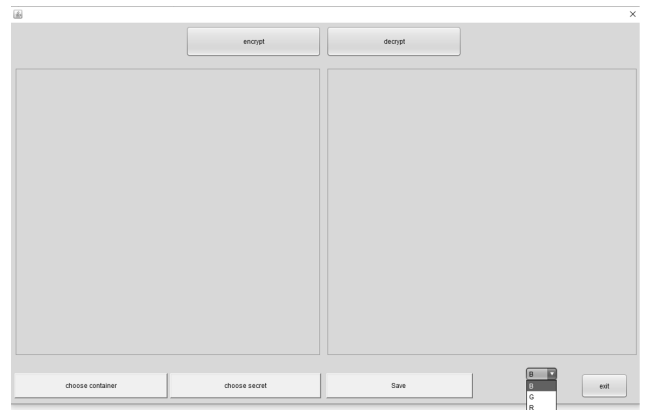 encrypt
decrypt
choose container
choose secret
Save
B
B
G
R
exit